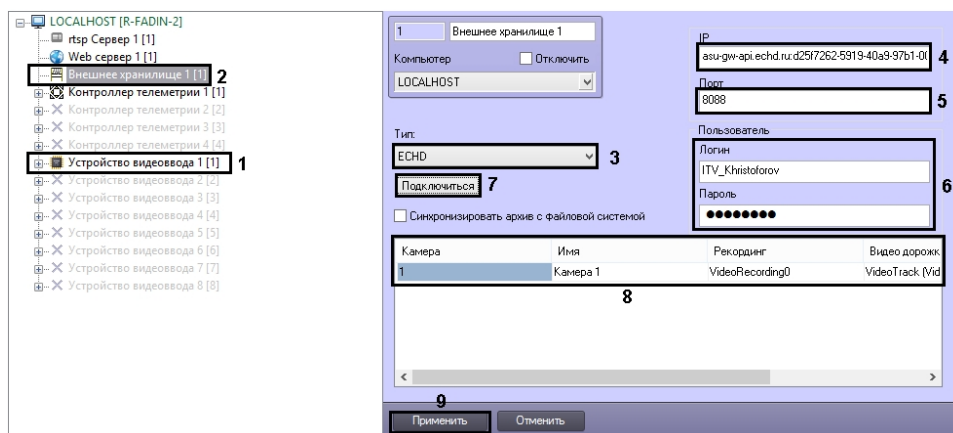 LOCALHOST [R-FADIN-2]
rtsp Сервер 1 [1]
Web сервер 1 [1]
Внешнее хранилище 1 [1] 2
Контроллер телеметрии 1 [1]
Контроллер телеметрии 2 [2]
Контроллер телеметрии 3 [3]
Контроллер телеметрии 4 [4]
Устройство видеоввода 1 [1] 1
Устройство видеоввода 2 [2]
Устройство видеоввода 3 [3]
Устройство видеоввода 4 [4]
Устройство видеоввода 5 [5]
Устройство видеоввода 6 [6]
Устройство видеоввода 7 [7]
Устройство видеоввода 8 [8]
1 Внешнее хранилище 1
Компьютер Отключить
LOCALHOST
Тип:
ECHD 3
Подключиться 7
Синхронизировать архив с файловой системой
IP
asu-gw-api.echd.ru:d25f7262-5919-40a9-97b1-0( 4
Порт
8088 5
Пользователь
Логин
ITV_Khristoforov
6
Пароль
●●●●●●●●
Камера Имя Рекординг Видео дорожк
1 Камера 1 VideoRecording0 VideoTrack (Vid
8
9
Применить Отменить